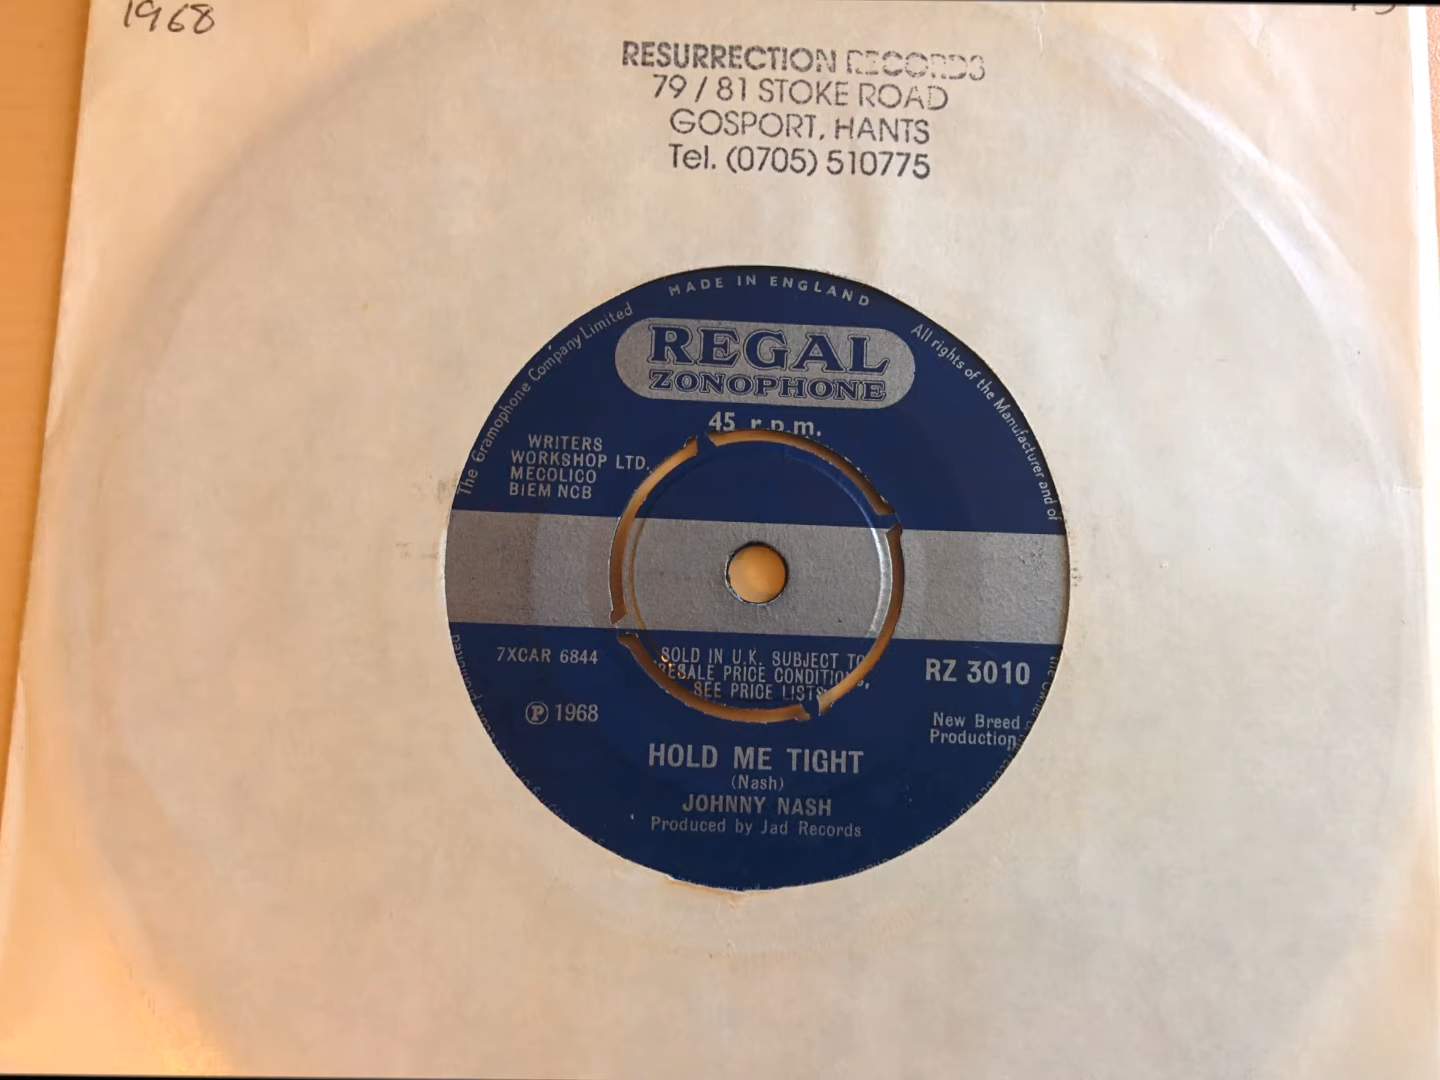 1968
RESURRECTION RECORDS
79 / 81 STOKE ROAD
GOSPORT, HANTS
Tel. (0705) 510775
MADE IN ENGLAND
The Gramophone Company Limited
All rights of the Manufacturer and of
REGAL
ZONOPHONE
45 r.p.m.
WRITERS
WORKSHOP LTD.
MECOLICO
BIEM NCB
7XCAR 6844
SOLD IN U.K. SUBJECT TO
RESALE PRICE CONDITIONS,
SEE PRICE LISTS
RZ 3010
℗ 1968
New Breed
Production
HOLD ME TIGHT
(Nash)
JOHNNY NASH
Produced by Jad Records